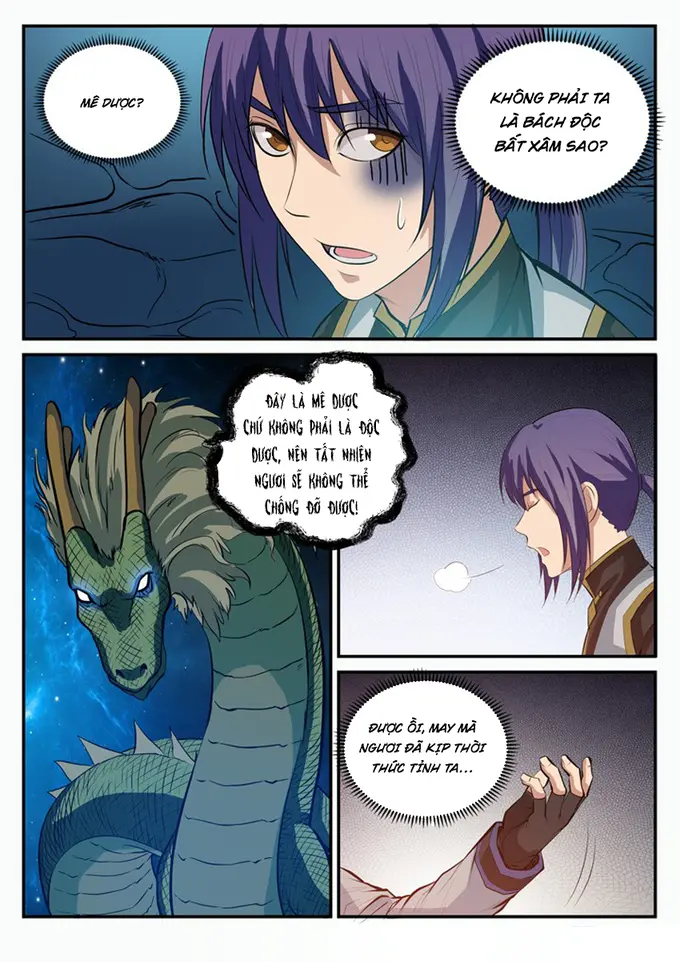 MÊ DƯỢC?
KHÔNG PHẢI TA
LÀ BÁCH ĐỘC
BẤT XÂM SAO?
ĐÂY LÀ MÊ DƯỢC
CHỨ KHÔNG PHẢI LÀ ĐỘC
DƯỢC, NÊN TẤT NHIÊN
NGƯƠI SẼ KHÔNG THỂ
CHỐNG ĐỠ ĐƯỢC!
ĐƯỢC ỒI, MAY MÀ
NGƯƠI ĐÃ KỊP THỜI
THỨC TỈNH TA...